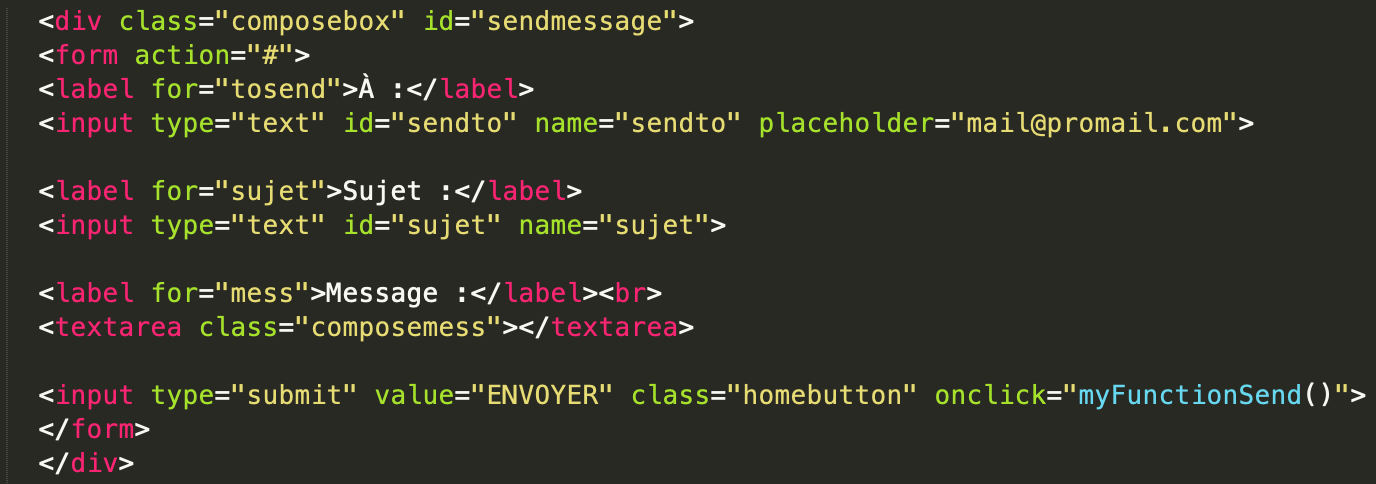 <div class="composebox" id="sendmessage">
<form action="#">
<label for="tosend">À :</label>
<input type="text" id="sendto" name="sendto" placeholder="mail@promail.com">
<label for="sujet">Sujet :</label>
<input type="text" id="sujet" name="sujet">
<label for="mess">Message :</label><br>
<textarea class="composemess"></textarea>
<input type="submit" value="ENVOYER" class="homebutton" onclick="myFunctionSend()">
</form>
</div>